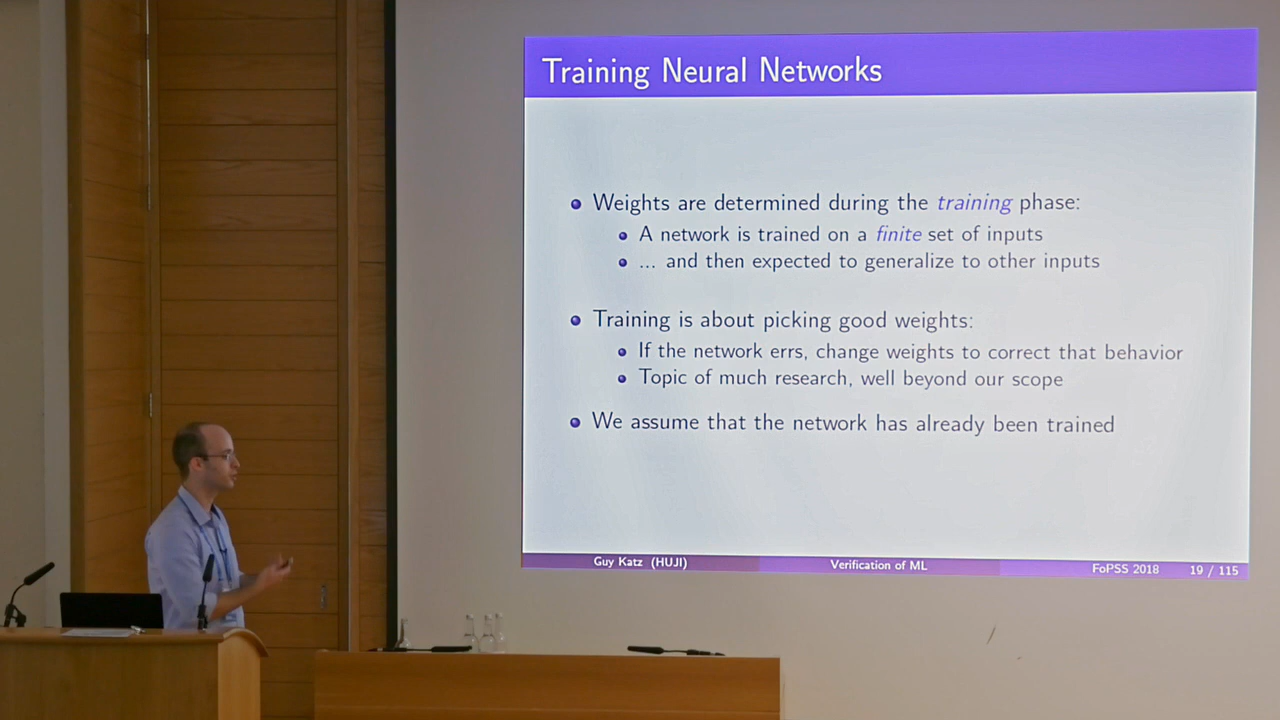 Training Neural Networks
Weights are determined during the training phase:
A network is trained on a finite set of inputs
... and then expected to generalize to other inputs
Training is about picking good weights:
If the network errs, change weights to correct that behavior
Topic of much research, well beyond our scope
We assume that the network has already been trained
Guy Katz (HUJI) Verification of ML FoPSS 2018 19 / 115